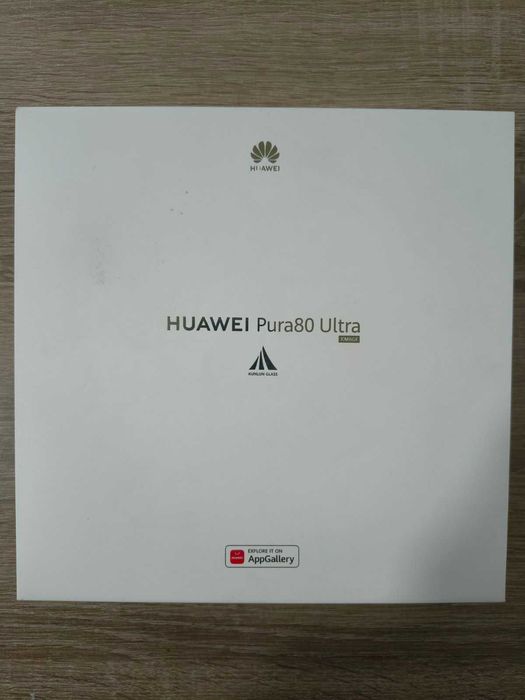 HUAWEI
HUAWEI Pura80 Ultra
XMAGE
KUNLUN GLASS
EXPLORE IT ON
AppGallery